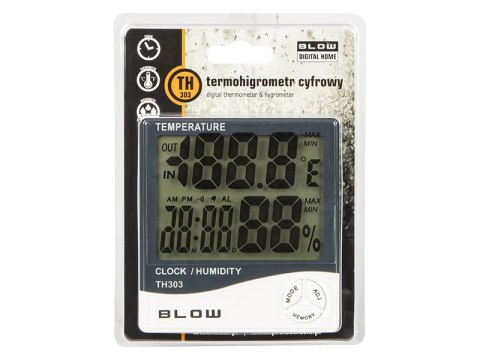 BLOW
DIGITAL HOME
TH
303
termohigrometr cyfrowy
digital thermometer & hygrometer
TEMPERATURE
OUT
IN
-188.8°E
MAX
MIN
AM PM AL
88:88
M D
88%
MAX
MIN
CLOCK / HUMIDITY
TH303
BLOW
MODE
ADJ
MEMORY